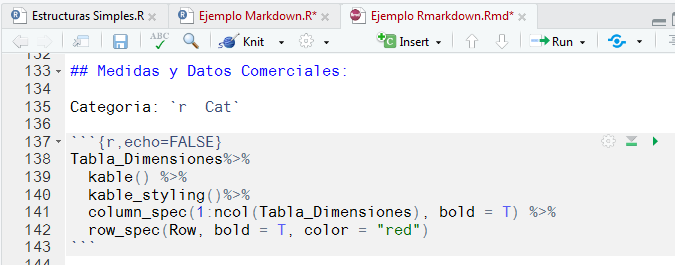 Estructuras Simples.R
Ejemplo Markdown.R*
Ejemplo Rmarkdown.Rmd*
ABC
Knit
Insert
Run
132
133 ## Medidas y Datos Comerciales:
134
135 Categoria: `r  Cat`
136
137 ```{r,echo=FALSE}
138 Tabla_Dimensiones%>%
139   kable() %>%
140   kable_styling()%>%
141   column_spec(1:ncol(Tabla_Dimensiones), bold = T) %>%
142   row_spec(Row, bold = T, color = "red")
143 ```
144